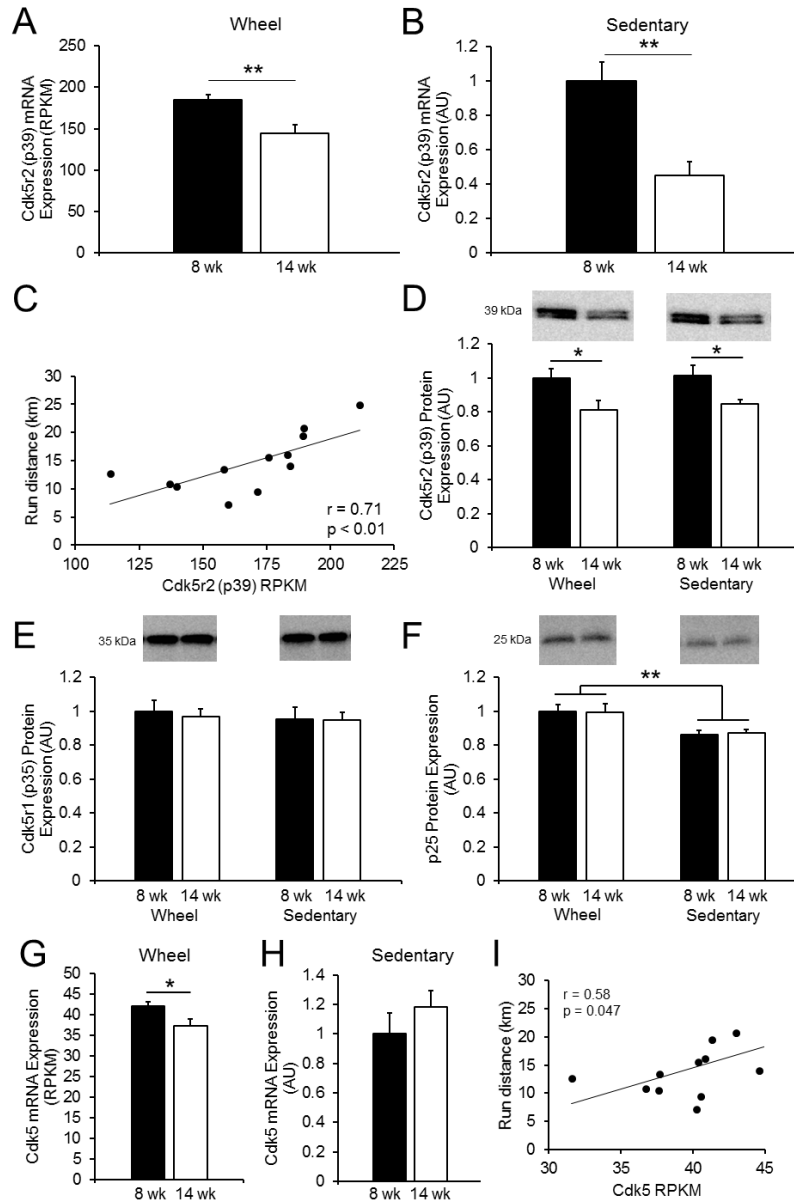 A
Wheel
Cdk5r2 (p39) mRNA
Expression (RPKM)
250
200
150
100
50
0
**
8 wk
14 wk
B
Sedentary
Cdk5r2 (p39) mRNA
Expression (AU)
1.2
1
0.8
0.6
0.4
0.2
0
**
8 wk
14 wk
C
Run distance (km)
30
25
20
15
10
5
0
r = 0.71
p < 0.01
100
125
150
175
200
225
Cdk5r2 (p39) RPKM
D
39 kDa
Cdk5r2 (p39) Protein
Expression (AU)
1.2
1
0.8
0.6
0.4
0.2
0
*
*
8 wk 14 wk
8 wk 14 wk
Wheel
Sedentary
E
35 kDa
Cdk5r1 (p35) Protein
Expression (AU)
1.2
1
0.8
0.6
0.4
0.2
0
8 wk 14 wk
8 wk 14 wk
Wheel
Sedentary
F
25 kDa
p25 Protein Expression
(AU)
1.2
1
0.8
0.6
0.4
0.2
0
**
8 wk 14 wk
8 wk 14 wk
Wheel
Sedentary
G
Wheel
Cdk5 mRNA Expression
(RPKM)
50
45
40
35
30
25
20
15
10
5
0
*
8 wk 14 wk
H
Sedentary
Cdk5 mRNA Expression
(AU)
1.4
1.2
1
0.8
0.6
0.4
0.2
0
8 wk 14 wk
I
Run distance (km)
30
25
20
15
10
5
0
r = 0.58
p = 0.047
30
35
40
45
Cdk5 RPKM